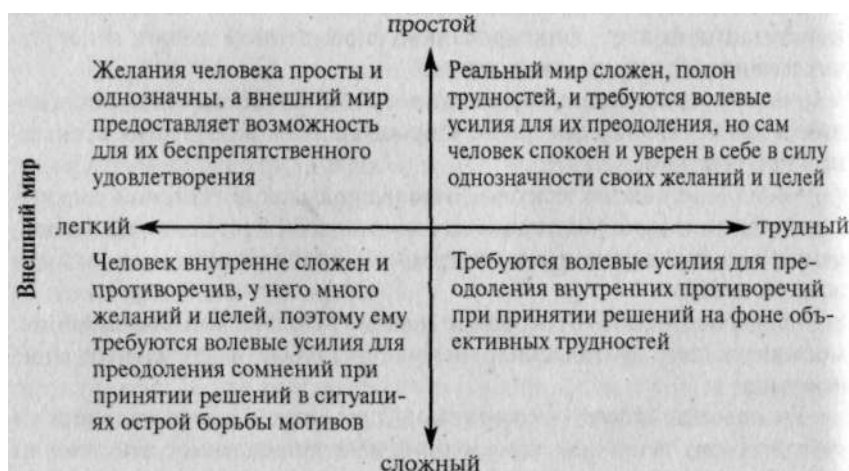 простой
Желания человека просты и
однозначны, а внешний мир
предоставляет возможность
для их беспрепятственного
удовлетворения
Реальный мир сложен, полон
трудностей, и требуются волевые
усилия для их преодоления, но сам
человек спокоен и уверен в себе в силу
однозначности своих желаний и целей
Внешний мир
легкий
трудный
Человек внутренне сложен и
противоречив, у него много
желаний и целей, поэтому ему
требуются волевые усилия для
преодоления сомнений при
принятии решений в ситуаци-
ях острой борьбы мотивов
Требуются волевые усилия для пре-
одоления внутренних противоречий
при принятии решений на фоне объ-
ективных трудностей
сложный